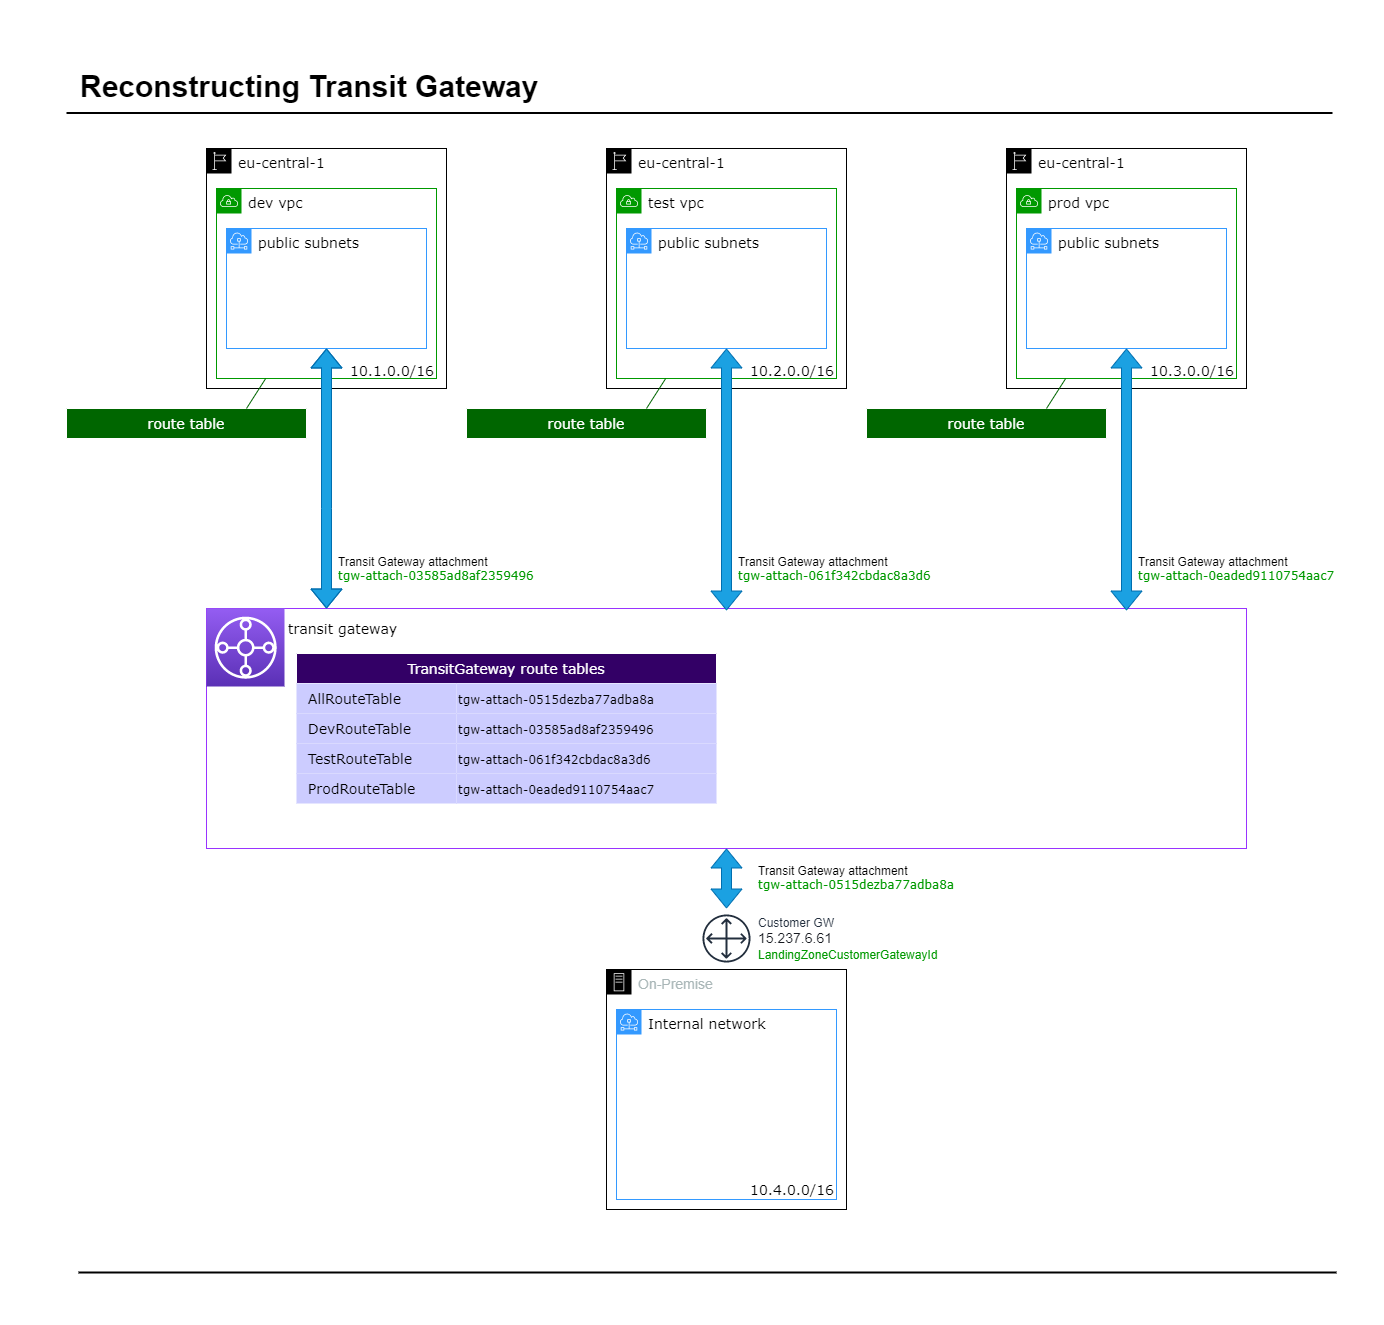 Reconstructing Transit Gateway
eu-central-1
dev vpc
public subnets
10.1.0.0/16
route table
eu-central-1
test vpc
public subnets
10.2.0.0/16
route table
eu-central-1
prod vpc
public subnets
10.3.0.0/16
route table
Transit Gateway attachment
tgw-attach-03585ad8af2359496
Transit Gateway attachment
tgw-attach-061f342cbdac8a3d6
Transit Gateway attachment
tgw-attach-0eaded9110754aac7
transit gateway
TransitGateway route tables
AllRouteTable tgw-attach-0515dezba77adba8a
DevRouteTable tgw-attach-03585ad8af2359496
TestRouteTable tgw-attach-061f342cbdac8a3d6
ProdRouteTable tgw-attach-0eaded9110754aac7
Transit Gateway attachment
tgw-attach-0515dezba77adba8a
Customer GW
15.237.6.61
LandingZoneCustomerGatewayId
On-Premise
Internal network
10.4.0.0/16